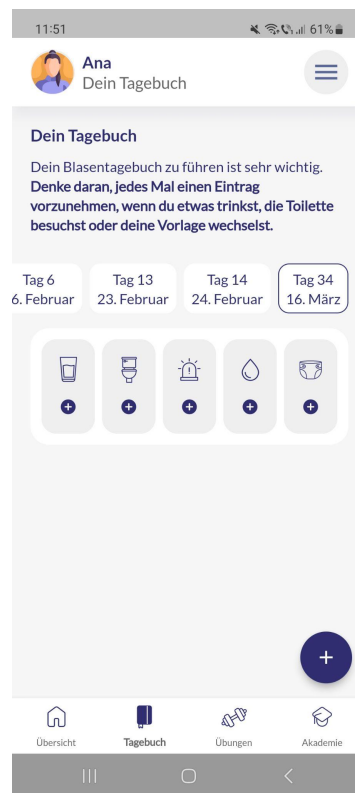 11:51
61%
Ana
Dein Tagebuch
Dein Tagebuch
Dein Blasentagebuch zu führen ist sehr wichtig.
Denke daran, jedes Mal einen Eintrag
vorzunehmen, wenn du etwas trinkst, die Toilette
besuchst oder deine Vorlage wechselst.
Tag 6 Tag 13 Tag 14 Tag 34
6. Februar 23. Februar 24. Februar 16. März
Übersicht Tagebuch Übungen Akademie